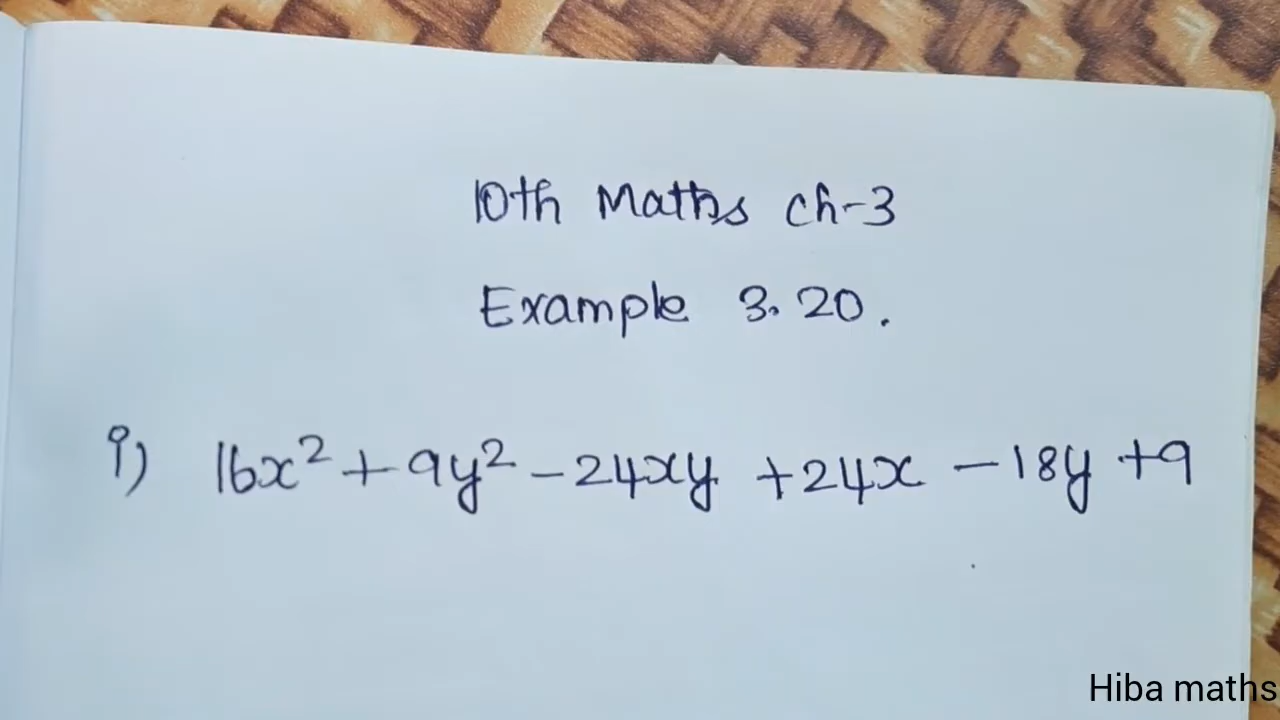 10th Maths ch-3
Example 3.20.
i) 16x² + 9y² - 24xy + 24x - 18y + 9
Hiba maths